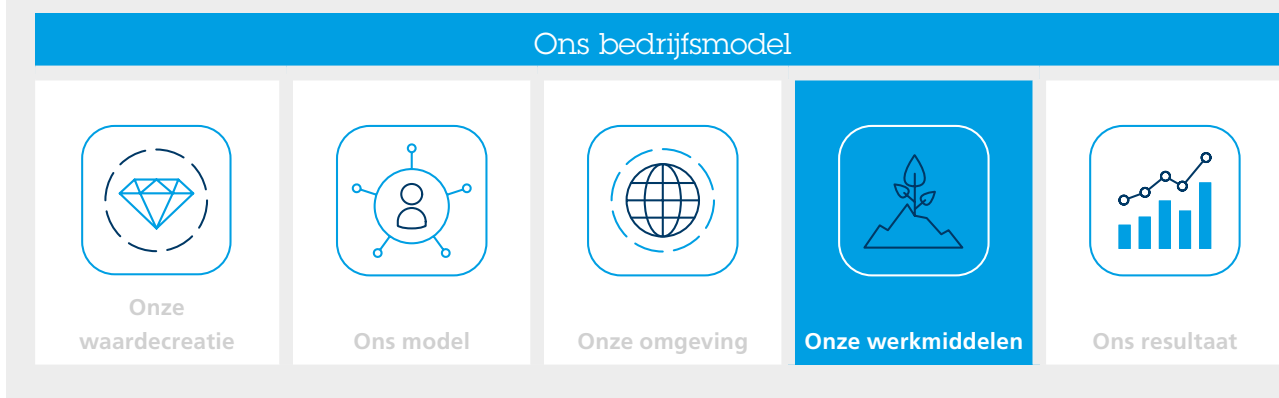 Ons bedrijfsmodel
Onze
waardecreatie
Ons model
Onze omgeving
Onze werkmiddelen
Ons resultaat